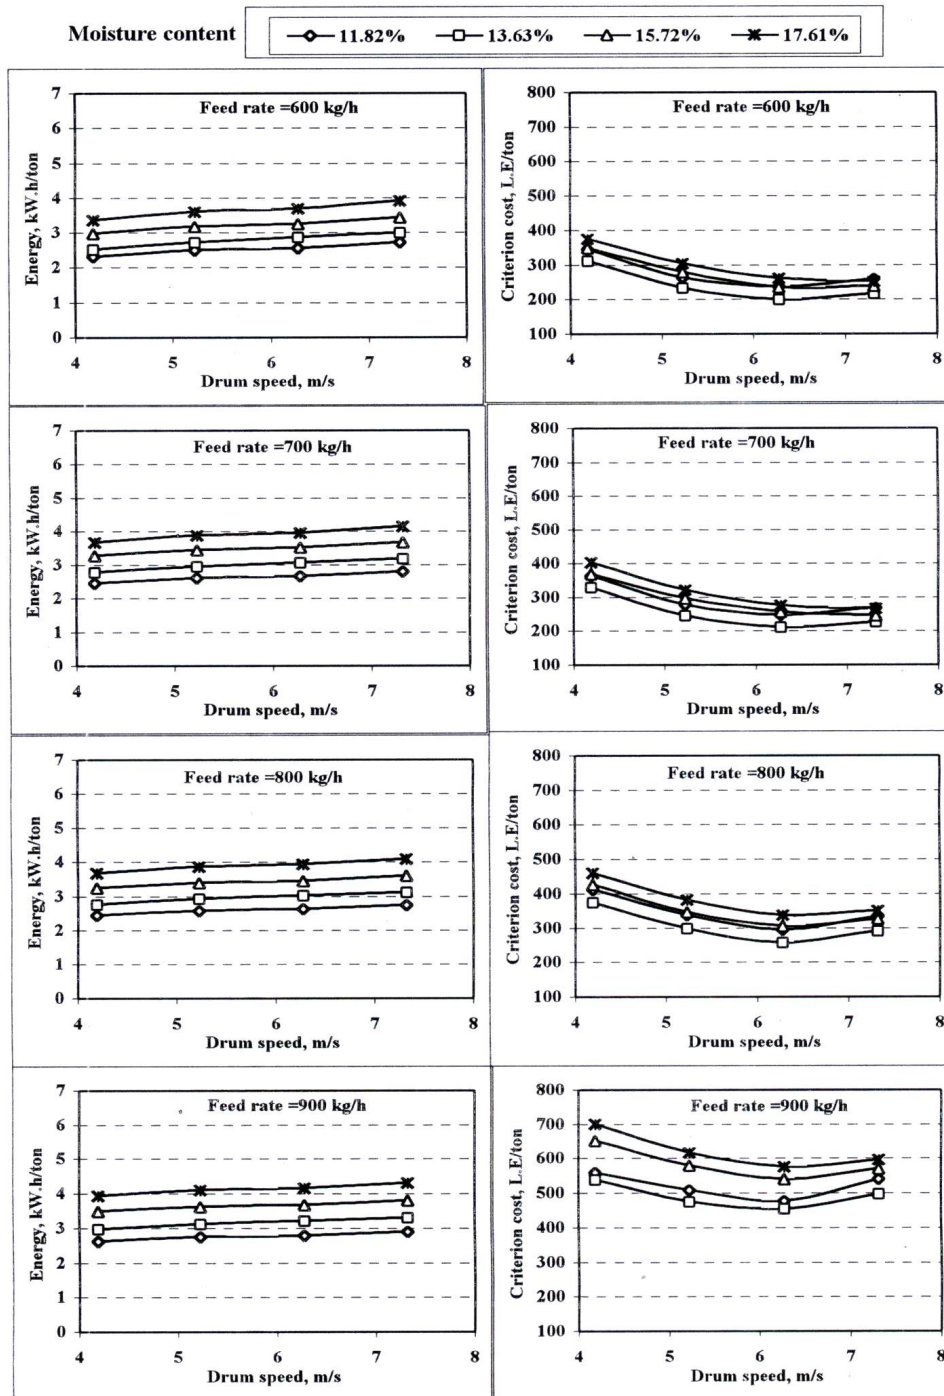 Moisture content 11.82% 13.63% 15.72% 17.61%
Feed rate =600 kg/h
Energy, kW.h/ton
7
6
5
4
3
2
1
0
4 5 6 7 8
Drum speed, m/s
Feed rate =600 kg/h
Criterion cost, L.E/ton
800
700
600
500
400
300
200
100
4 5 6 7 8
Drum speed, m/s
Feed rate =700 kg/h
Energy, kW.h/ton
7
6
5
4
3
2
1
0
4 5 6 7 8
Drum speed, m/s
Feed rate =700 kg/h
Criterion cost, L.E/ton
800
700
600
500
400
300
200
100
4 5 6 7 8
Drum speed, m/s
Feed rate =800 kg/h
Energy, kW.h/ton
7
6
5
4
3
2
1
0
4 5 6 7 8
Drum speed, m/s
Feed rate =800 kg/h
Criterion cost, L.E/ton
800
700
600
500
400
300
200
100
4 5 6 7 8
Drum speed, m/s
Feed rate =900 kg/h
Energy, kW.h/ton
7
6
5
4
3
2
1
0
4 5 6 7 8
Drum speed, m/s
Feed rate =900 kg/h
Criterion cost, L.E/ton
800
700
600
500
400
300
200
100
4 5 6 7 8
Drum speed, m/s